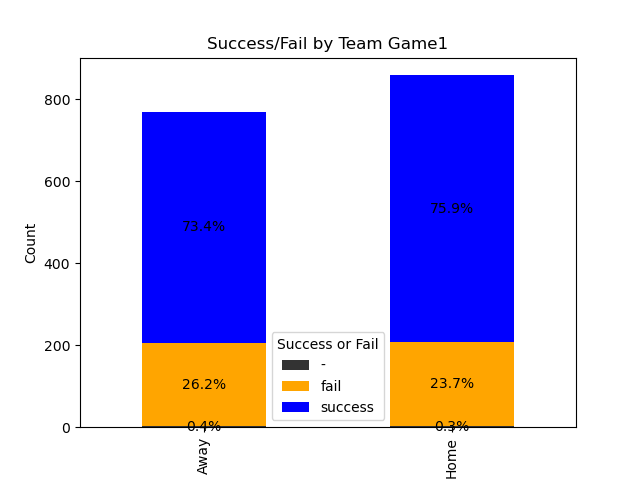 Success/Fail by Team Game1
Count
800
600
400
200
0
73.4%
26.2%
0.4%
75.9%
23.7%
0.3%
Success or Fail
-
fail
success
Away
Home